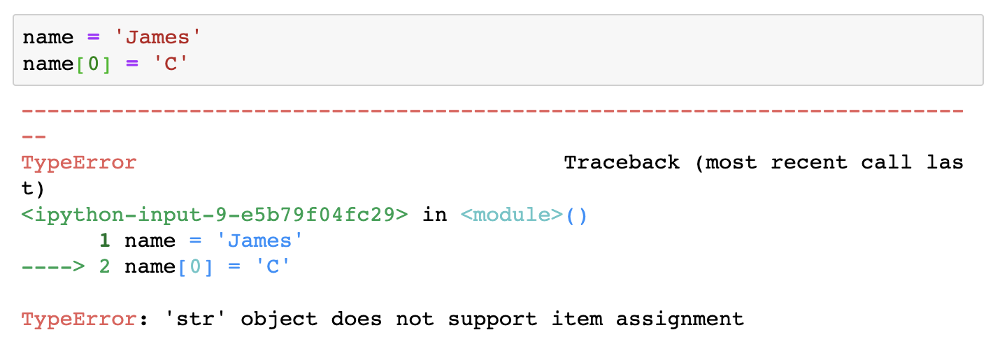 name = 'James'
name[0] = 'C'
--------------------------------------------------------------------------
--
TypeError                                 Traceback (most recent call las
t)
<ipython-input-9-e5b79f04fc29> in <module>()
      1 name = 'James'
----> 2 name[0] = 'C'
TypeError: 'str' object does not support item assignment